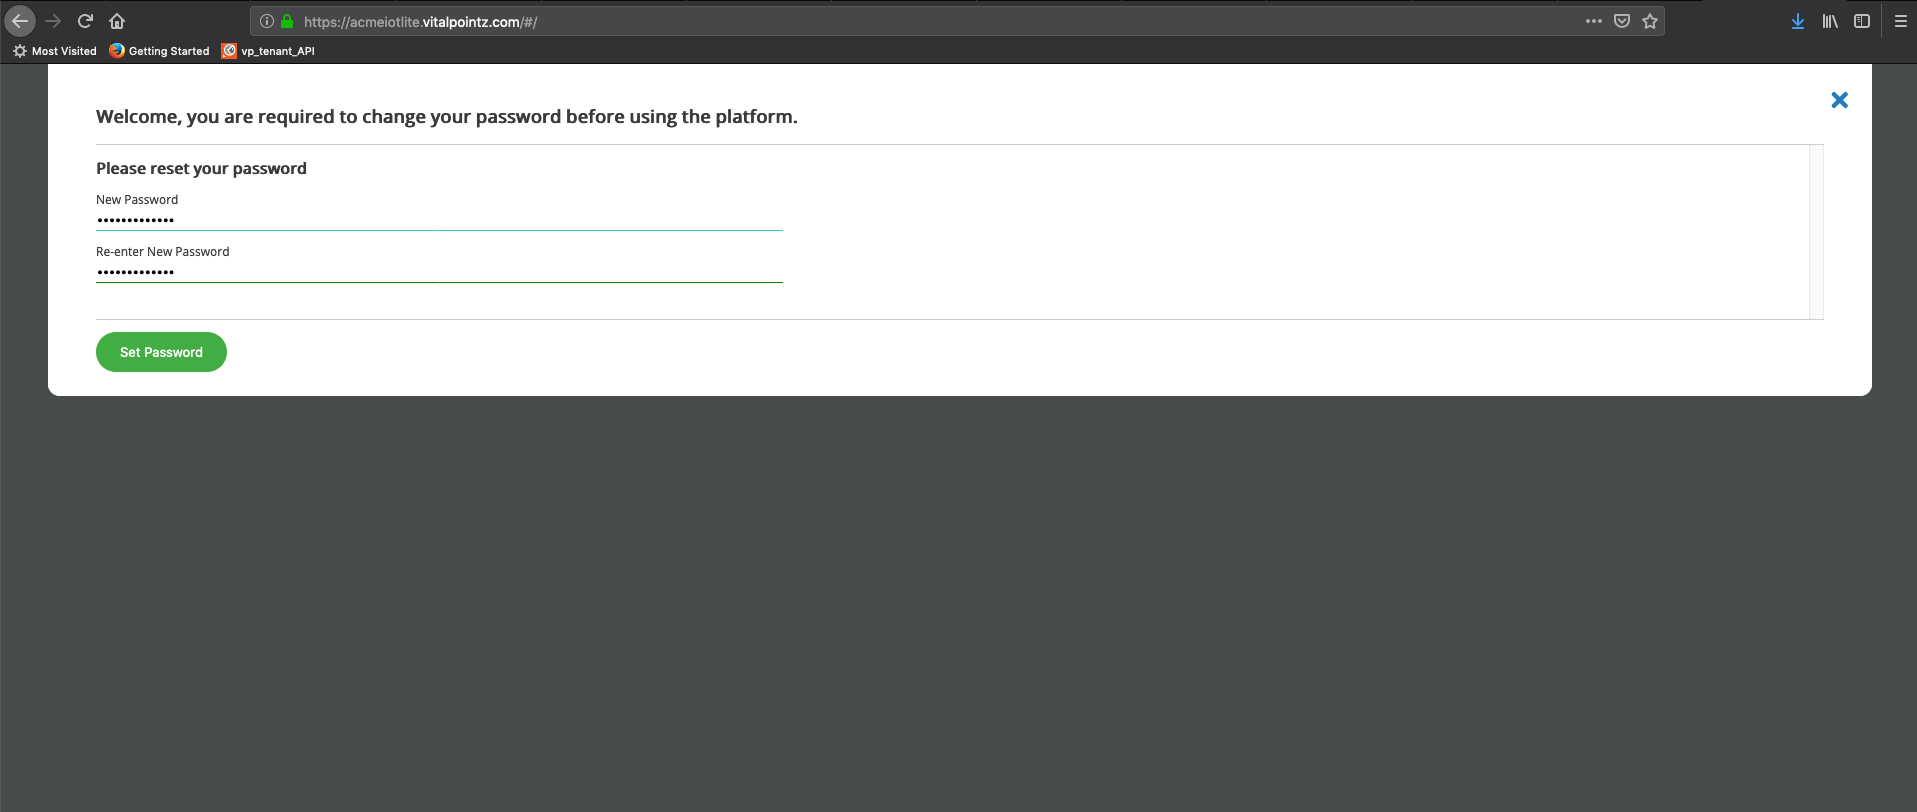 https://acmeiotlite.vitalpointz.com/#/
Most Visited Getting Started vp_tenant_API
Welcome, you are required to change your password before using the platform.
Please reset your password
New Password
•••••••••••••
Re-enter New Password
•••••••••••••
Set Password